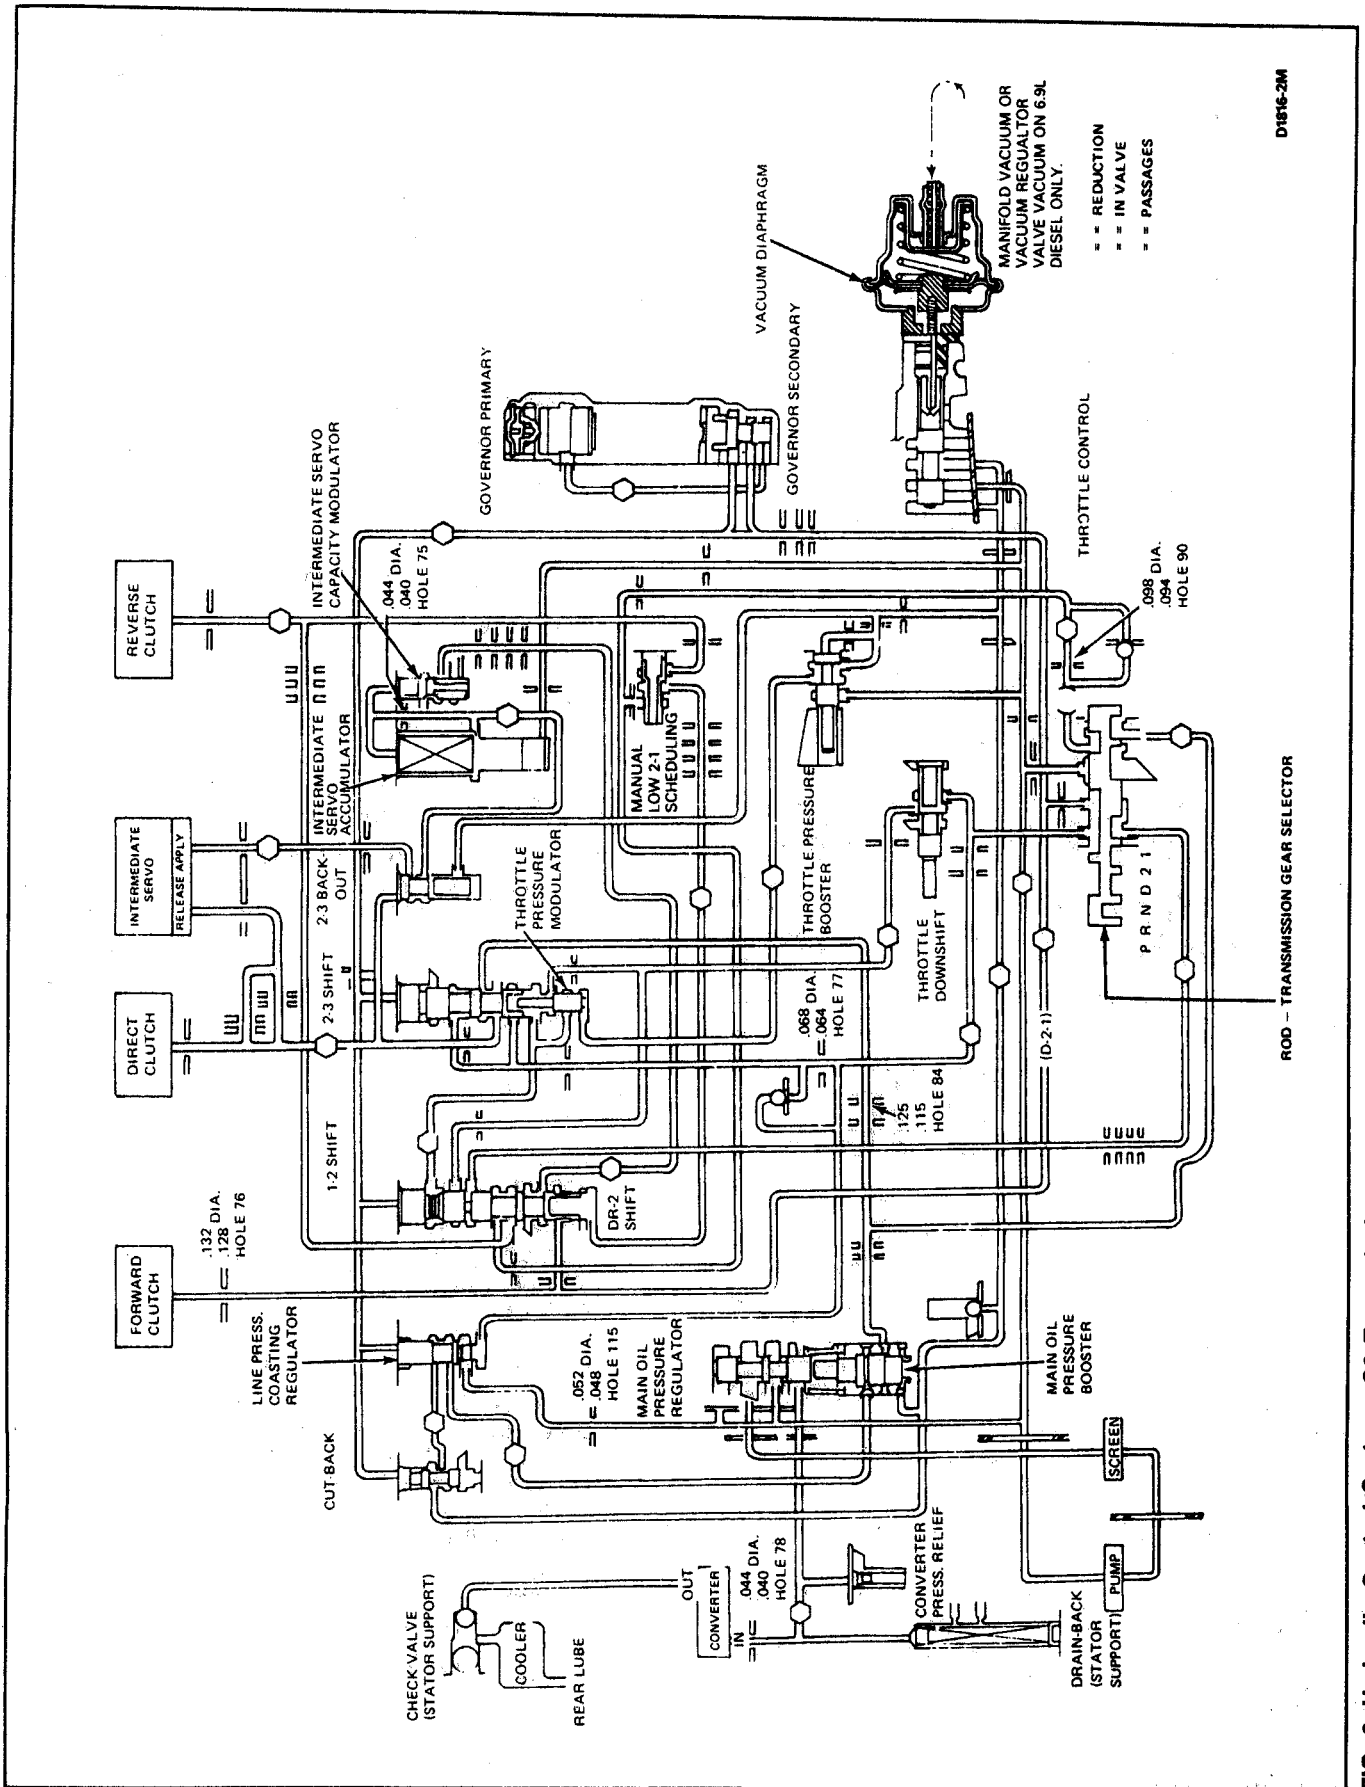 REVERSE
CLUTCH
INTERMEDIATE
SERVO
RELEASE
APPLY
DIRECT
CLUTCH
FORWARD
CLUTCH
INTERMEDIATE SERVO
CAPACITY MODULATOR
.044 DIA.
.040
HOLE 75
INTERMEDIATE
SERVO
ACCUMULATOR
2-3 BACK-
OUT
2-3 SHIFT
1-2 SHIFT
.132 DIA.
.128
HOLE 76
LINE PRESS.
COASTING
REGULATOR
CUT-BACK
CHECK VALVE
(STATOR SUPPORT)
COOLER
REAR LUBE
GOVERNOR PRIMARY
THROTTLE
PRESSURE
MODULATOR
MANUAL
LOW 2-1
SCHEDULING
DR-2
SHIFT
.052 DIA.
.048
HOLE 115
MAIN OIL
PRESSURE
REGULATOR
OUT
CONVERTER
IN
.044 DIA.
.040
HOLE 78
VACUUM DIAPHRAGM
GOVERNOR SECONDARY
THROTTLE PRESSURE
BOOSTER
.068 DIA.
.064
HOLE 77
THROTTLE
DOWNSHIFT
.125
.115
HOLE 84
CONVERTER
PRESS. RELIEF
MANIFOLD VACUUM OR
VACUUM REGUALTOR
VALVE VACUUM ON 6.9L
DIESEL ONLY.
= = REDUCTION
= = IN VALVE
= = PASSAGES
THROTTLE CONTROL
.098 DIA.
.094
HOLE 90
(D-2-1)
P R N D 2 1
MAIN OIL
PRESSURE
BOOSTER
SCREEN
PUMP
DRAIN-BACK
(STATOR
SUPPORT)
ROD – TRANSMISSION GEAR SELECTOR
D1816-2M